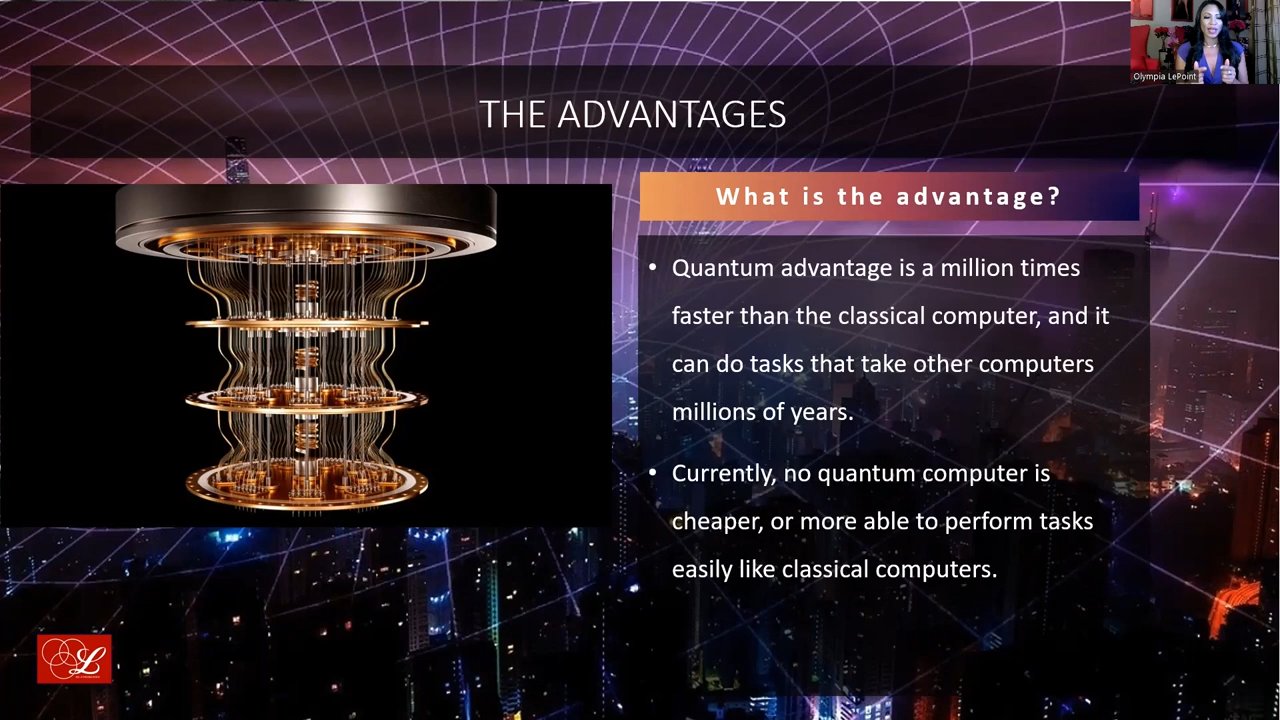 Olympia LePoint
THE ADVANTAGES
What is the advantage?
• Quantum advantage is a million times
faster than the classical computer, and it
can do tasks that take other computers
millions of years.
• Currently, no quantum computer is
cheaper, or more able to perform tasks
easily like classical computers.
L